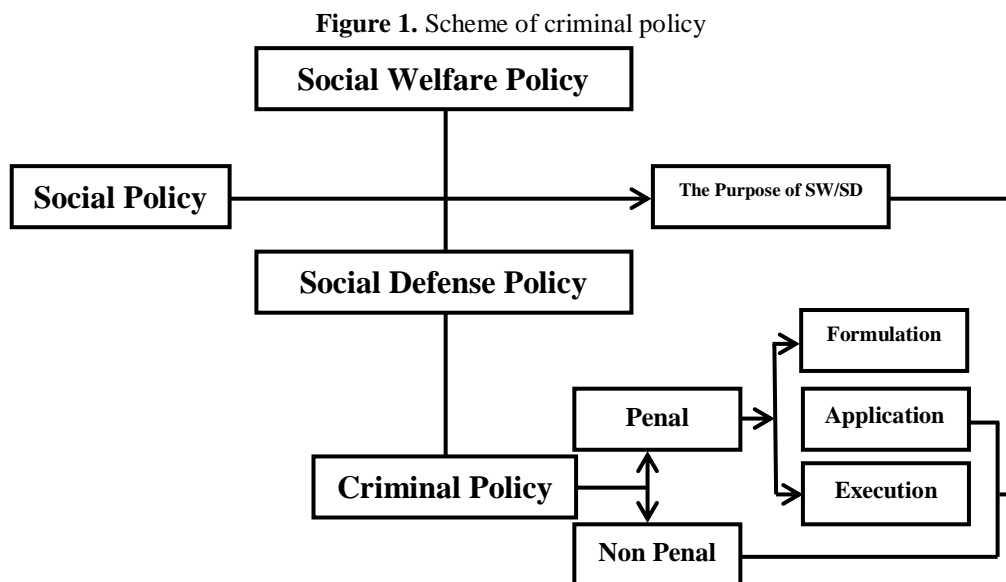 Figure 1. Scheme of criminal policy
Social Welfare Policy
Social Policy
The Purpose of SW/SD
Social Defense Policy
Formulation
Penal
Application
Criminal Policy
Execution
Non Penal